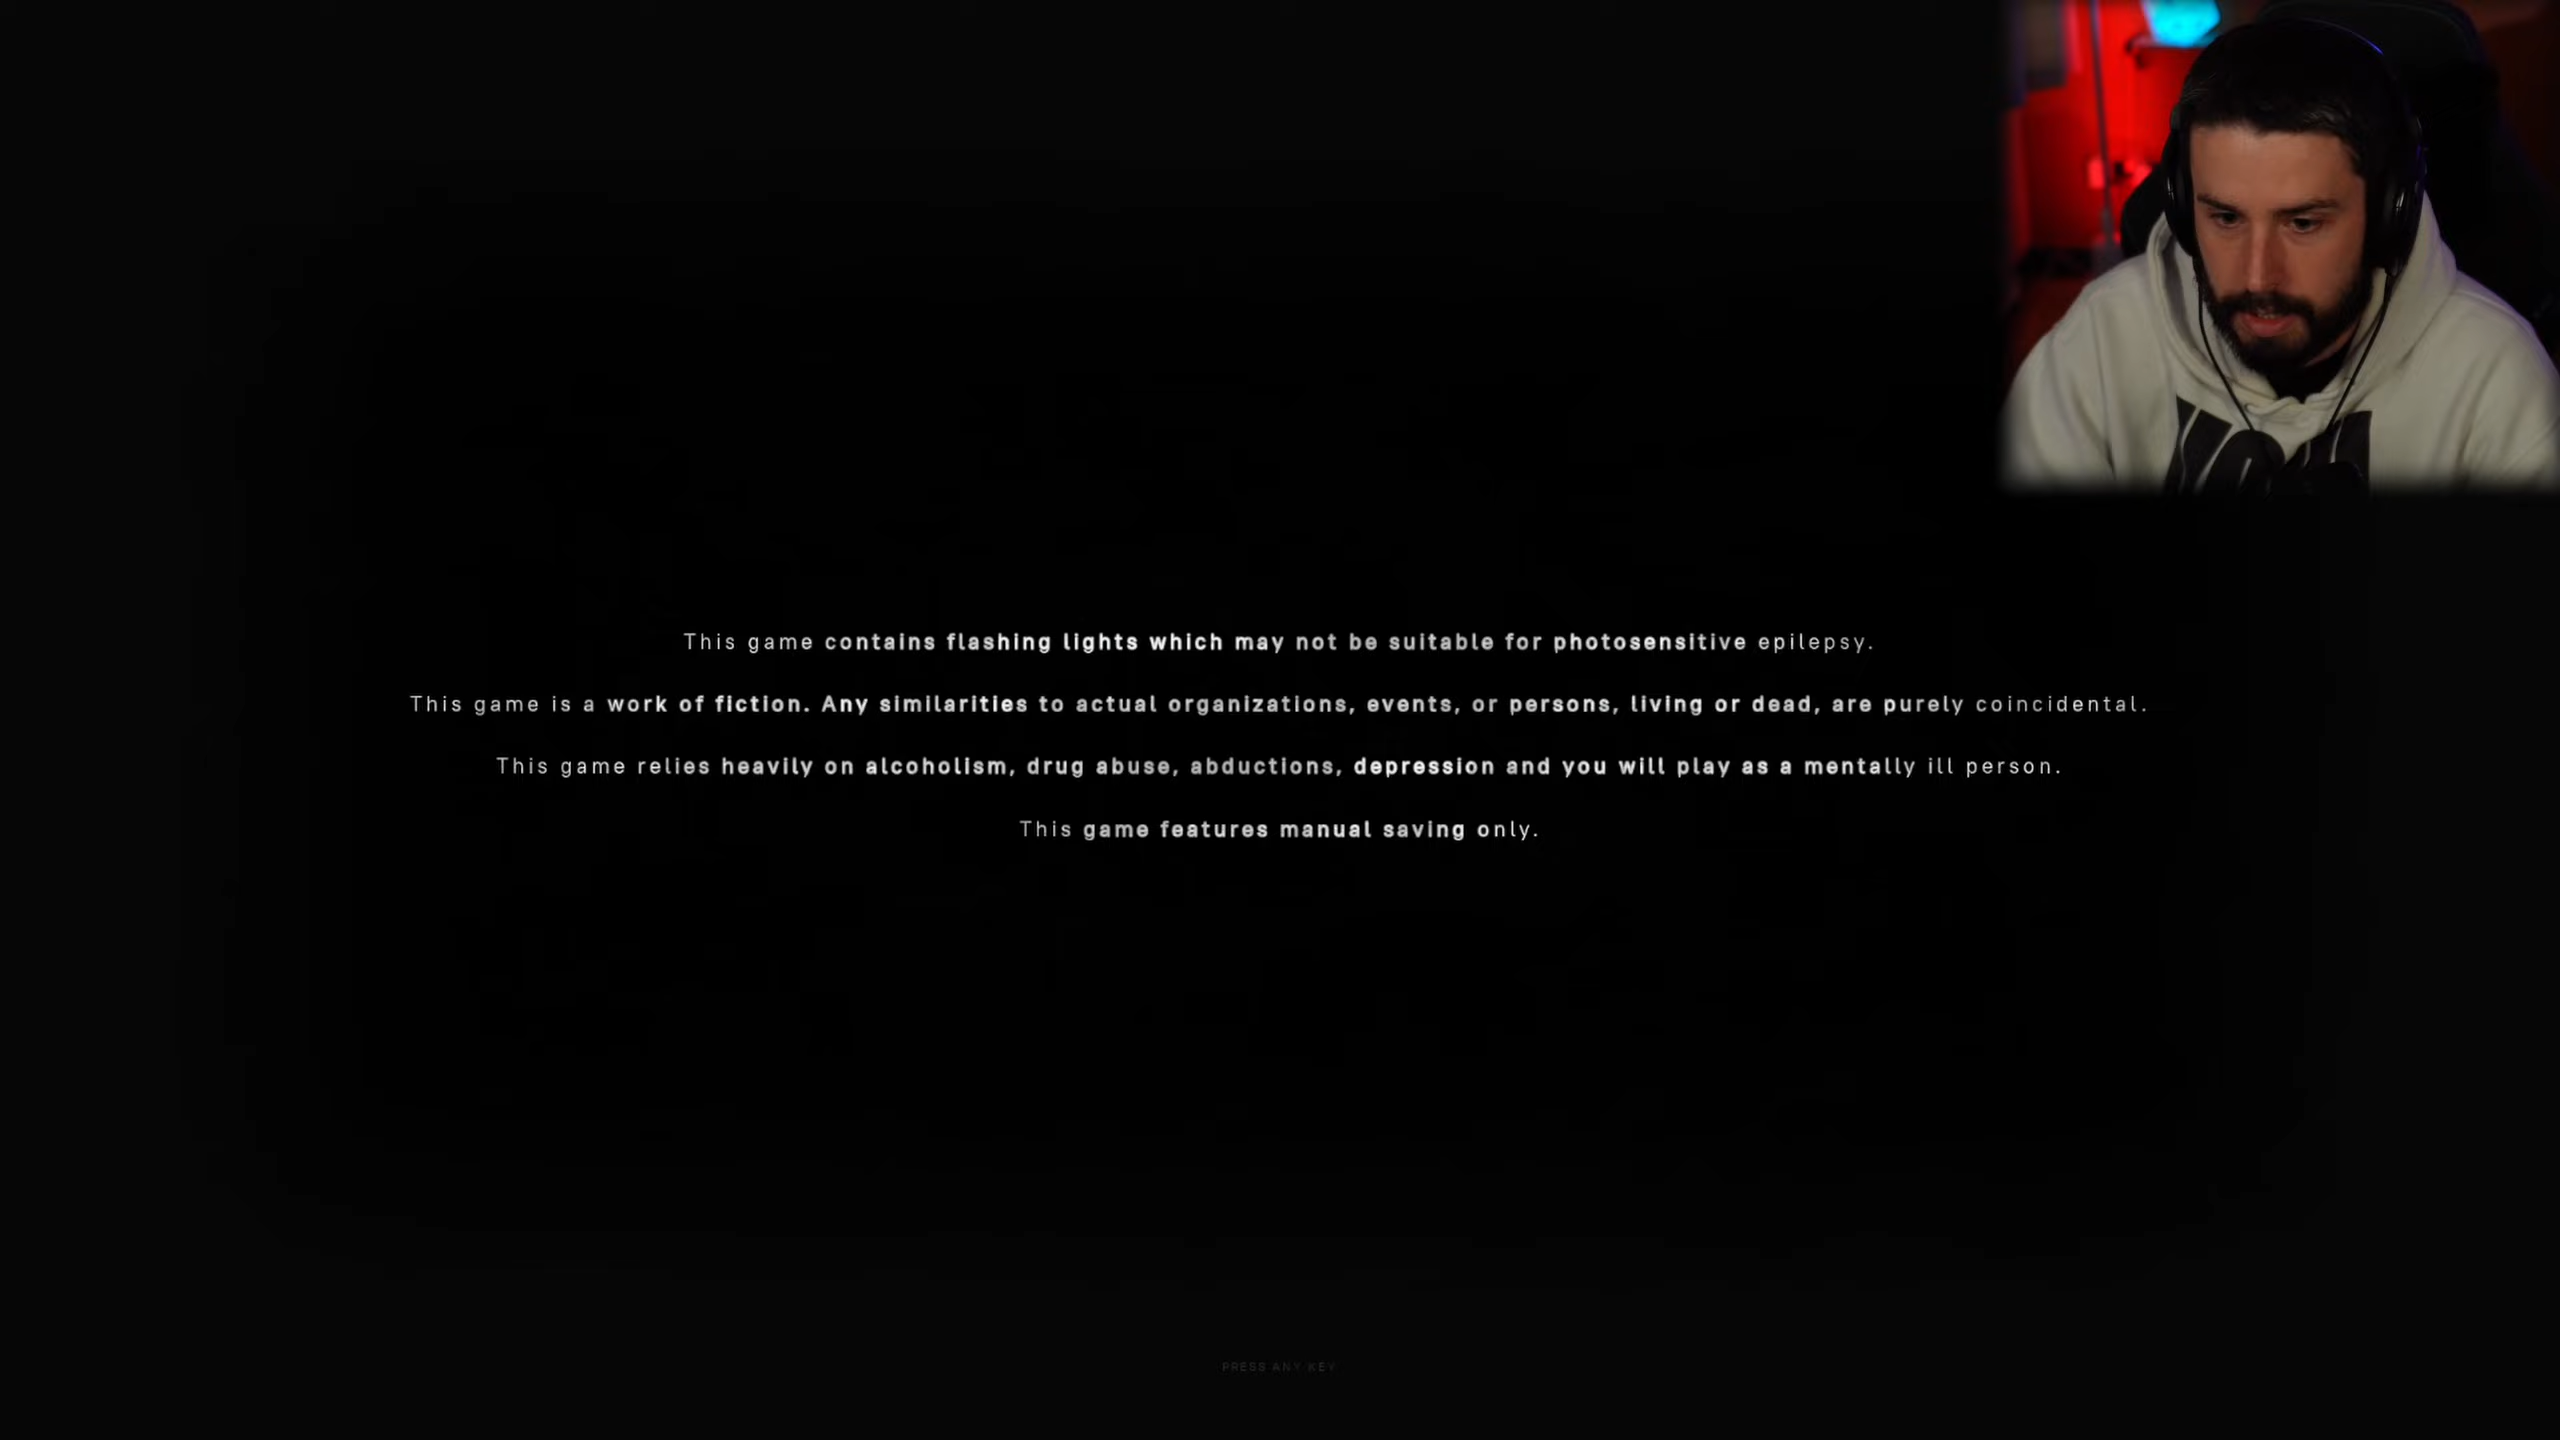 This game contains flashing lights which may not be suitable for photosensitive epilepsy.
This game is a work of fiction. Any similarities to actual organizations, events, or persons, living or dead, are purely coincidental.
This game relies heavily on alcoholism, drug abuse, abductions, depression and you will play as a mentally ill person.
This game features manual saving only.
PRESS ANY KEY